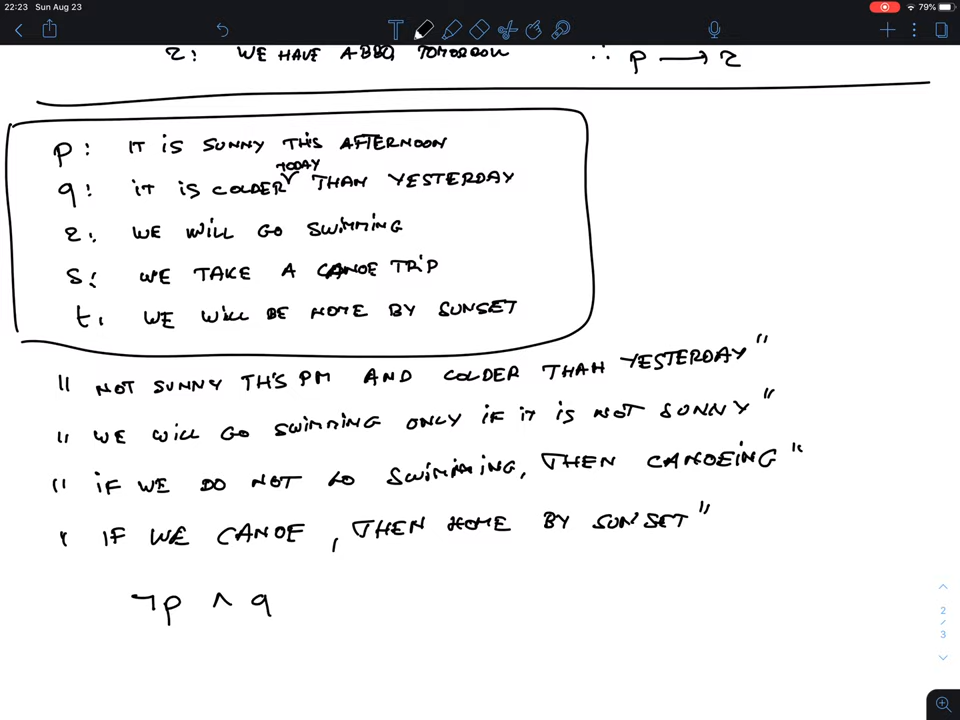 22:23 Sun Aug 23
79%
r: WE HAVE A BBQ TOMORROW ∴ p → r
p: IT IS SUNNY THIS AFTERNOON
TODAY
q: IT IS COLDER THAN YESTERDAY
r: WE WILL GO SWIMMING
s: WE TAKE A CANOE TRIP
t: WE WILL BE HOME BY SUNSET
" NOT SUNNY THIS PM AND COLDER THAN YESTERDAY "
" WE WILL GO SWIMMING ONLY IF IT IS NOT SUNNY "
" IF WE DO NOT GO SWIMMING, THEN CANOEING "
" IF WE CANOE, THEN HOME BY SUNSET "
¬p ∧ q
2
/
3